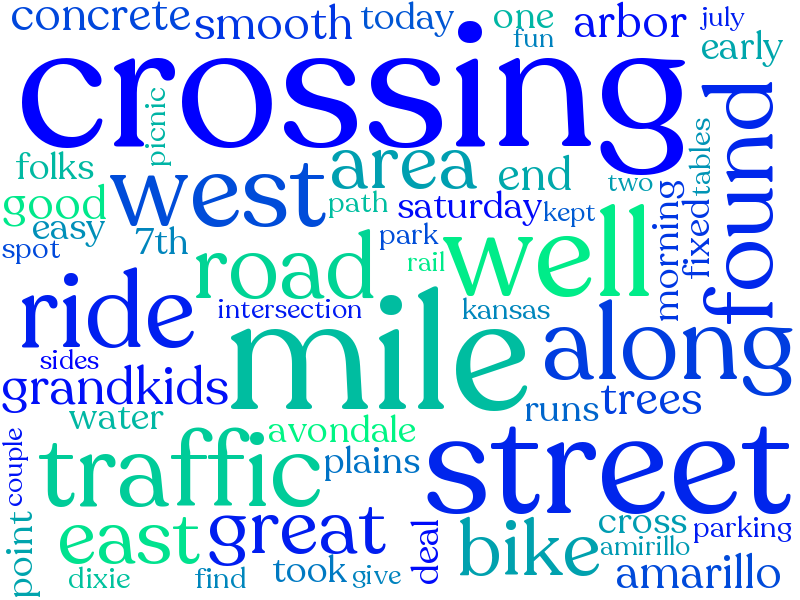 concrete smooth today one arbor july
fun early
crossing
picnic
folks area end two tables found
good west path saturday kept morning fixed
easy 7th park
spot road rail well
ride intersection kansas
sides mile along
grandkids runs trees
water avondale
couple traffic plains street
point east great deal bike cross parking
amirillo
dixie find took give amarillo